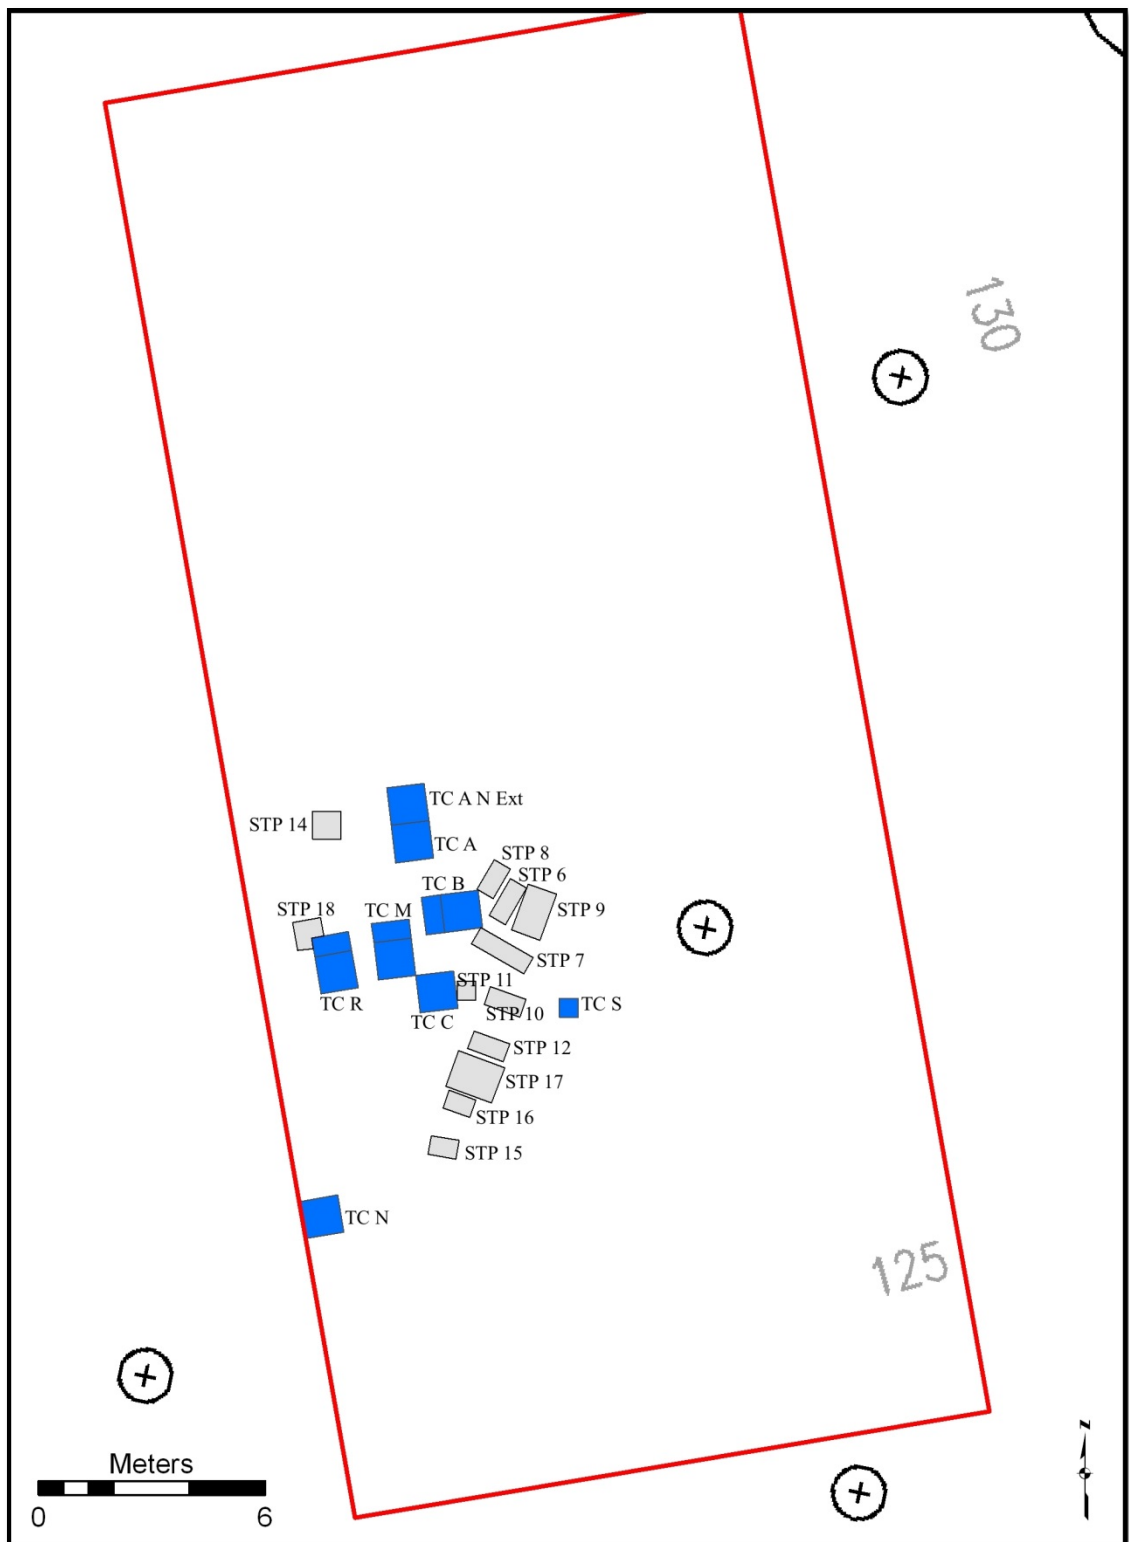 130
TC A N Ext
STP 14
TC A
STP 8
STP 6
TC B
STP 9
STP 18
TC M
STP 7
STP 11
TC R
TC C
STP 10
TC S
STP 12
STP 17
STP 16
STP 15
TC N
125
Meters
0 6
N